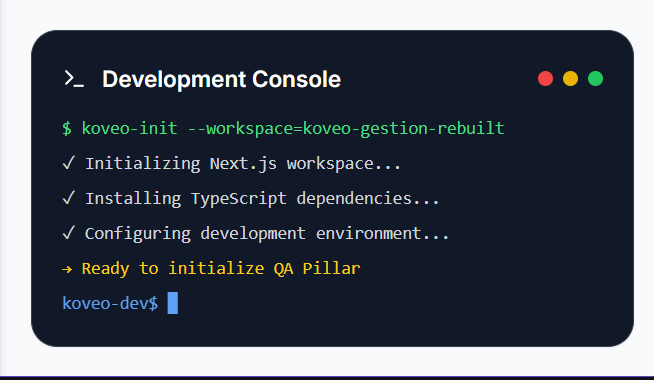 Development Console
$ koveo-init --workspace=koveo-gestion-rebuilt
✓ Initializing Next.js workspace...
✓ Installing TypeScript dependencies...
✓ Configuring development environment...
→ Ready to initialize QA Pillar
koveo-dev$